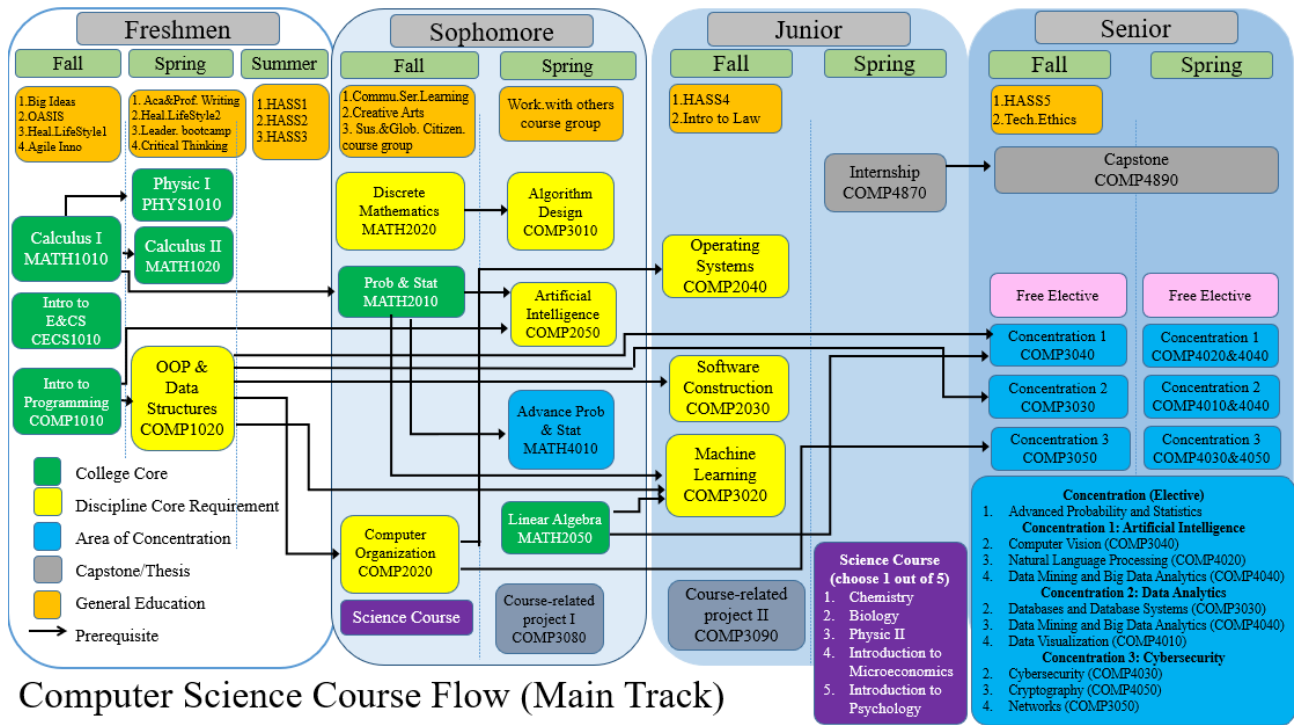 Freshmen
Sophomore
Junior
Senior
Fall
Spring
Summer
Fall
Spring
Fall
Spring
Fall
Spring
1.Big Ideas
2.OASIS
3.Heal.LifeStyle1
4.Agile Inno
1. Aca&Prof. Writing
2.Heal.LifeStyle2
3.Leader. bootcamp
4.Critical Thinking
1.HASS1
2.HASS2
3.HASS3
1.Commu.Ser.Learning
2.Creative Arts
3. Sus.&Glob. Citizen.
course group
Work.with others
course group
1.HASS4
2.Intro to Law
1.HASS5
2.Tech.Ethics
Internship
COMP4870
Capstone
COMP4890
Physic I
PHYS1010
Calculus I
MATH1010
Calculus II
MATH1020
Discrete
Mathematics
MATH2020
Algorithm
Design
COMP3010
Operating
Systems
COMP2040
Intro to
E&CS
CECS1010
Prob & Stat
MATH2010
Artificial
Intelligence
COMP2050
Free Elective
Free Elective
Intro to
Programming
COMP1010
OOP &
Data
Structures
COMP1020
Advance Prob
& Stat
MATH4010
Software
Construction
COMP2030
Machine
Learning
COMP3020
Concentration 1
COMP3040
Concentration 1
COMP4020&4040
Concentration 2
COMP3030
Concentration 2
COMP4010&4040
Concentration 3
COMP3050
Concentration 3
COMP4030&4050
College Core
Discipline Core Requirement
Area of Concentration
Capstone/Thesis
General Education
Prerequisite
Computer
Organization
COMP2020
Linear Algebra
MATH2050
Science Course
Course-related
project I
COMP3080
Course-related
project II
COMP3090
Science Course
(choose 1 out of 5)
1. Chemistry
2. Biology
3. Physic II
4. Introduction to
Microeconomics
5. Introduction to
Psychology
Concentration (Elective)
1. Advanced Probability and Statistics
Concentration 1: Artificial Intelligence
2. Computer Vision (COMP3040)
3. Natural Language Processing (COMP4020)
4. Data Mining and Big Data Analytics (COMP4040)
Concentration 2: Data Analytics
2. Databases and Database Systems (COMP3030)
3. Data Mining and Big Data Analytics (COMP4040)
4. Data Visualization (COMP4010)
Concentration 3: Cybersecurity
2. Cybersecurity (COMP4030)
3. Cryptography (COMP4050)
4. Networks (COMP3050)
Computer Science Course Flow (Main Track)